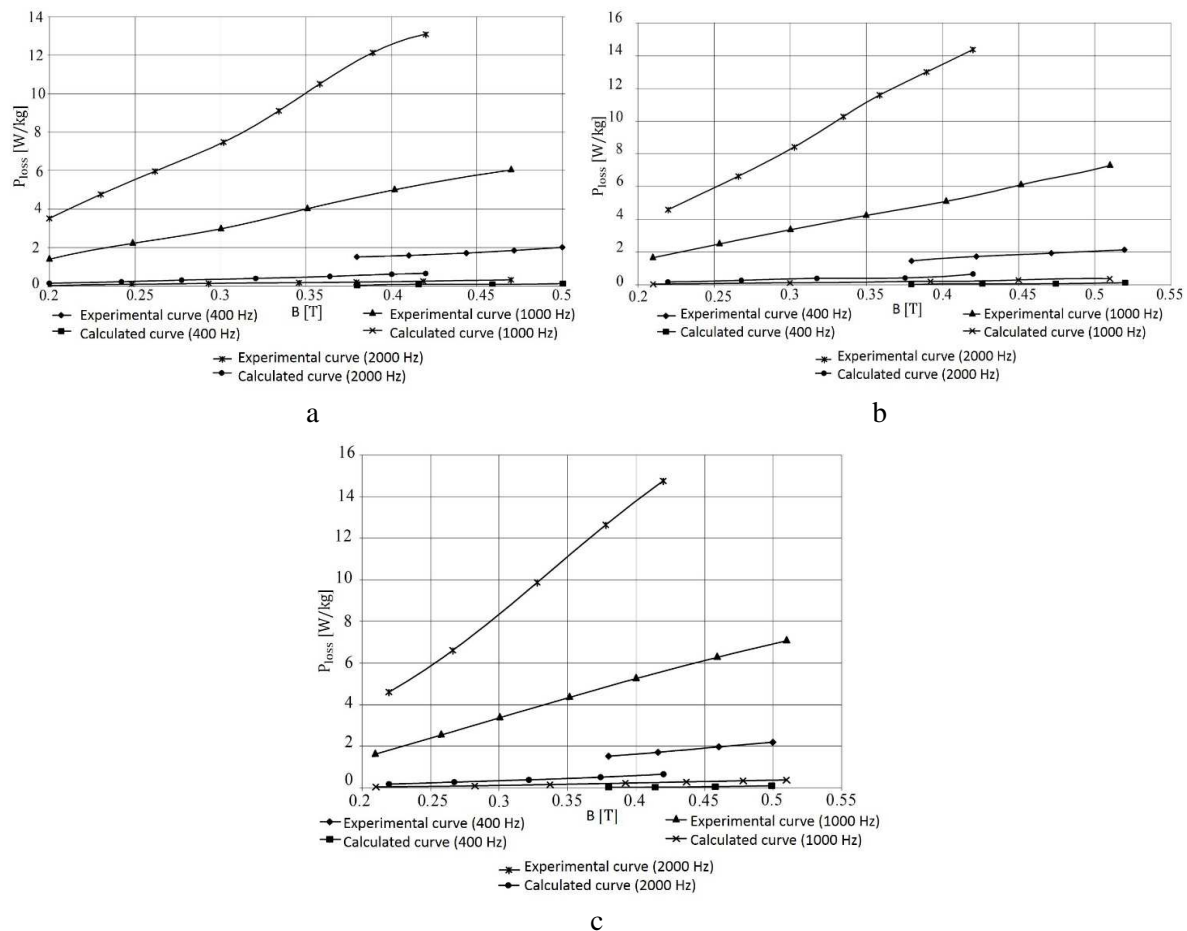 14
12
10
8
6
4
2
0
P_loss [W/kg]
0.2 0.25 0.3 0.35 0.4 0.45 0.5
B [T]
Experimental curve (400 Hz) Experimental curve (1000 Hz)
Calculated curve (400 Hz) Calculated curve (1000 Hz)
Experimental curve (2000 Hz)
Calculated curve (2000 Hz)
a
16
14
12
10
8
6
4
2
0
P_loss [W/kg]
0.2 0.25 0.3 0.35 0.4 0.45 0.5 0.55
B [T]
Experimental curve (400 Hz) Experimental curve (1000 Hz)
Calculated curve (400 Hz) Calculated curve (1000 Hz)
Experimental curve (2000 Hz)
Calculated curve (2000 Hz)
b
16
14
12
10
8
6
4
2
0
P_loss [W/kg]
0.2 0.25 0.3 0.35 0.4 0.45 0.5 0.55
B [T]
Experimental curve (400 Hz) Experimental curve (1000 Hz)
Calculated curve (400 Hz) Calculated curve (1000 Hz)
Experimental curve (2000 Hz)
Calculated curve (2000 Hz)
c